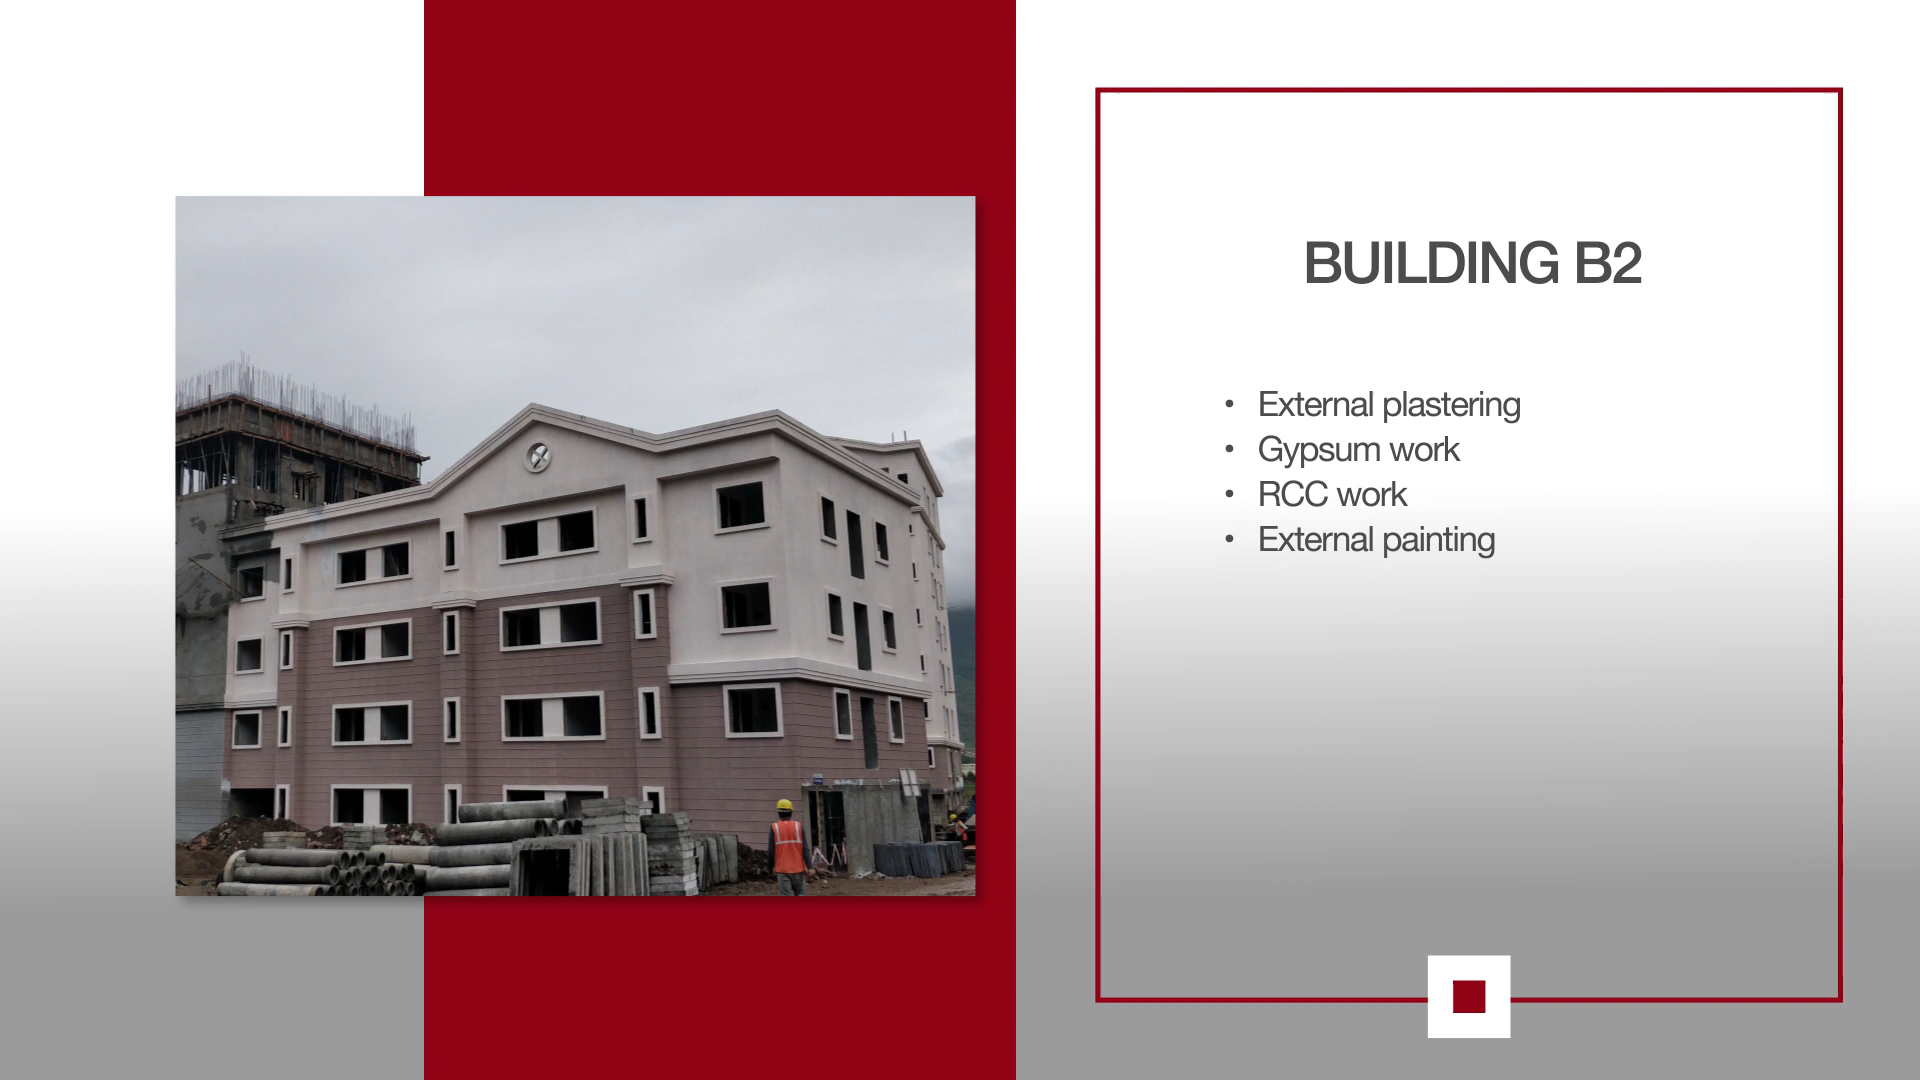 BUILDING B2
• External plastering
• Gypsum work
• RCC work
• External painting